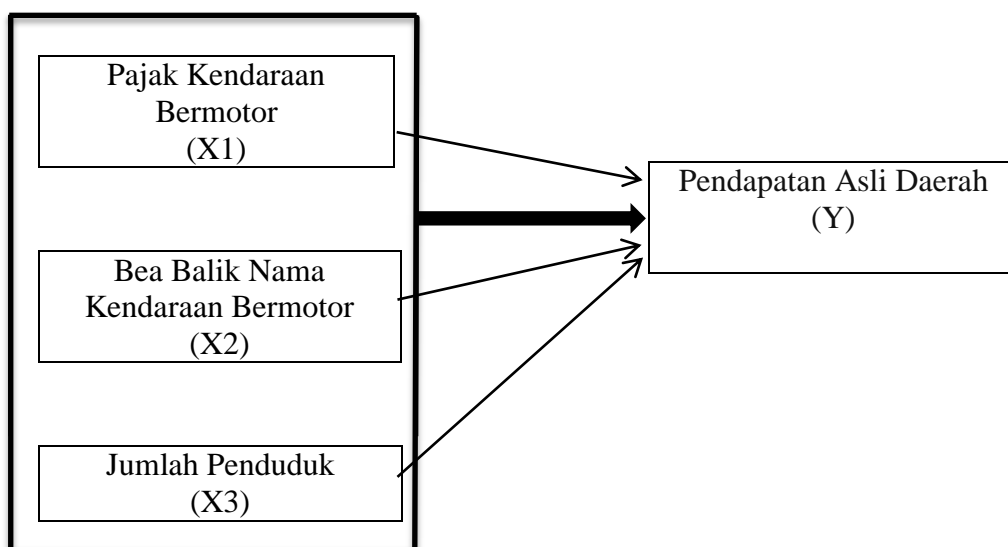 Pajak Kendaraan
Bermotor
(X1)
Pendapatan Asli Daerah
(Y)
Bea Balik Nama
Kendaraan Bermotor
(X2)
Jumlah Penduduk
(X3)